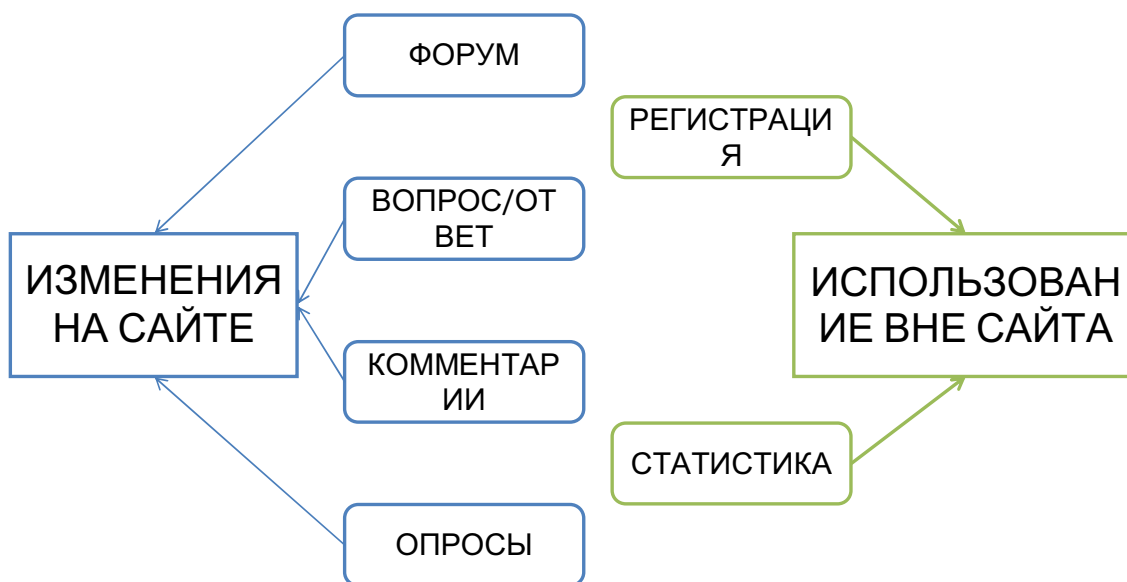 ФОРУМ
РЕГИСТРАЦИ
Я
ВОПРОС/ОТ
ВЕТ
ИЗМЕНЕНИЯ
НА САЙТЕ
ИСПОЛЬЗОВАН
ИЕ ВНЕ САЙТА
КОММЕНТАР
ИИ
СТАТИСТИКА
ОПРОСЫ